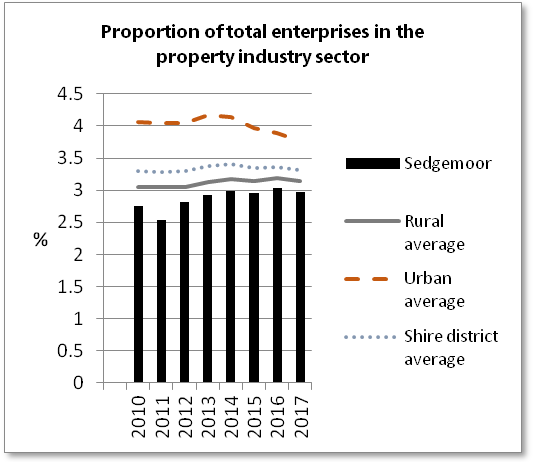 Proportion of total enterprises in the
property industry sector
4.5
4
3.5
3
2.5
2
1.5
1
0.5
0
%
2010
2011
2012
2013
2014
2015
2016
2017
Sedgemoor
Rural
average
Urban
average
Shire district
average